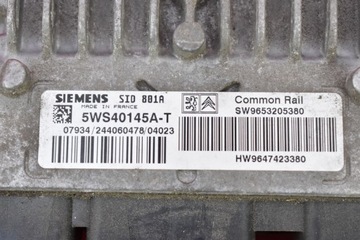 SIEMENS SID 801A
MADE IN FRANCE
5WS40145A-T
07934/244060478/04023
Common Rail
SW9653205380
HW9647423380